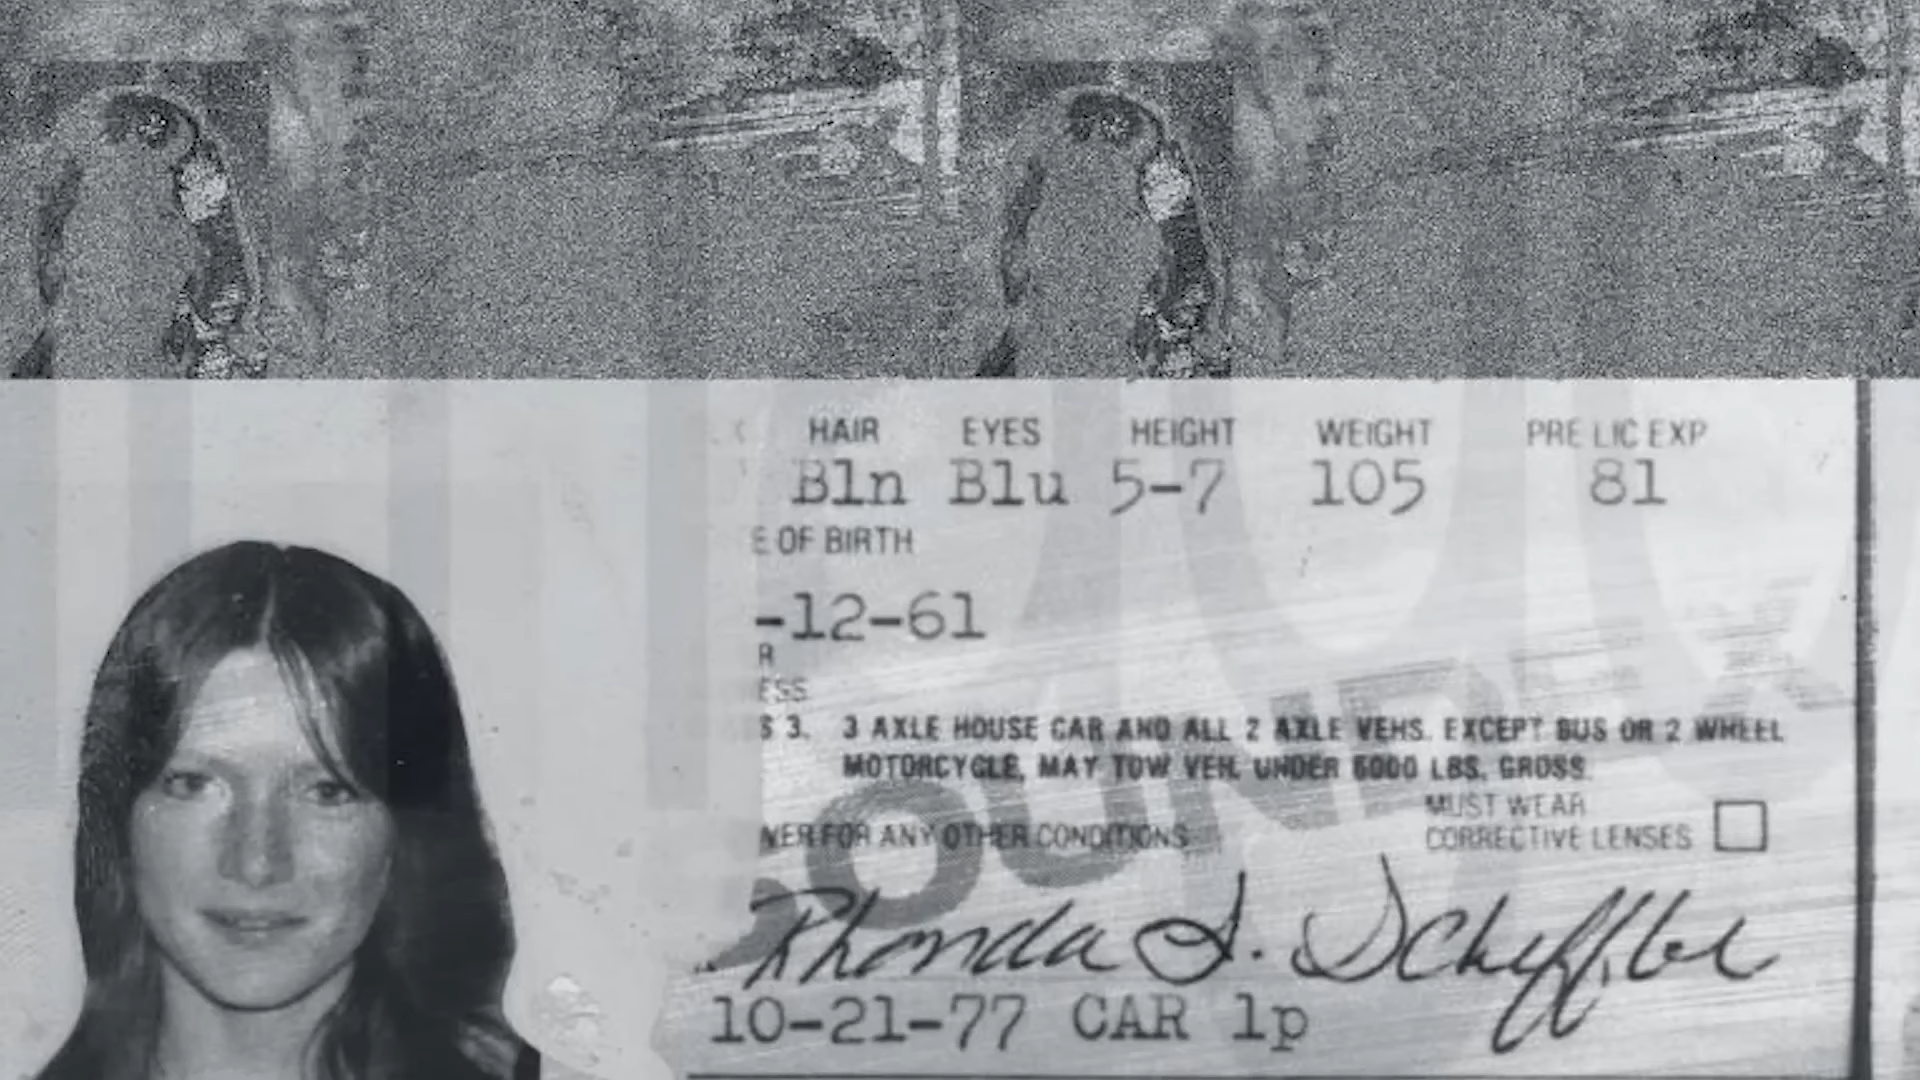 HAIR EYES HEIGHT WEIGHT PRE LIC EXP
Bln Blu 5-7 105 81
E OF BIRTH
-12-61
R
ESS
S 3. 3 AXLE HOUSE CAR AND ALL 2 AXLE VEHS. EXCEPT BUS OR 2 WHEEL
MOTORCYCLE, MAY TOW VEH. UNDER 6000 LBS. GROSS.
MUST WEAR
NER FOR ANY OTHER CONDITIONS CORRECTIVE LENSES
Rhonda J. Scheffler
10-21-77 CAR lp